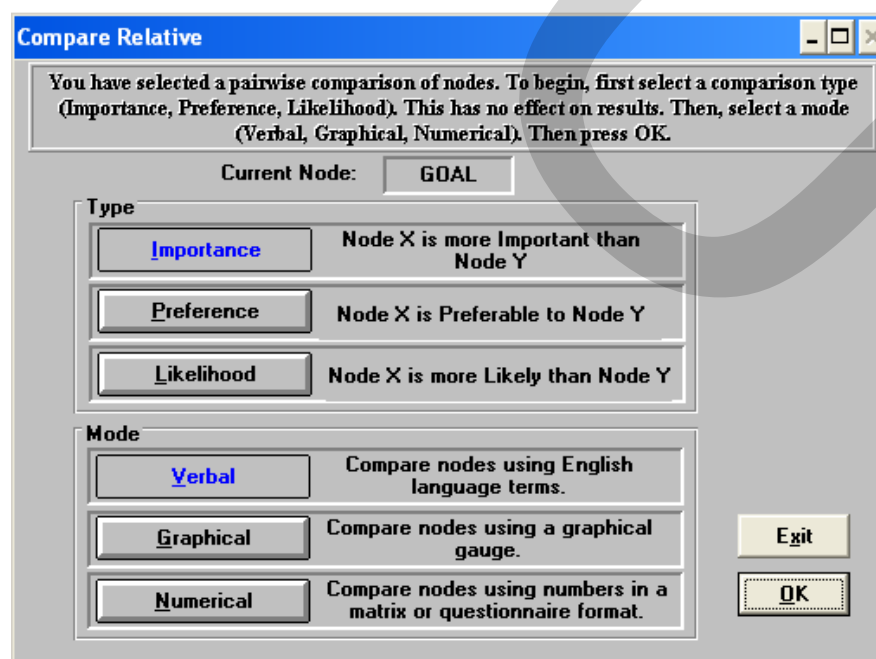 Compare Relative
You have selected a pairwise comparison of nodes. To begin, first select a comparison type
(Importance, Preference, Likelihood). This has no effect on results. Then, select a mode
(Verbal, Graphical, Numerical). Then press OK.
Current Node: GOAL
Type
Importance
Node X is more Important than
Node Y
Preference
Node X is Preferable to Node Y
Likelihood
Node X is more Likely than Node Y
Mode
Verbal
Compare nodes using English
language terms.
Graphical
Compare nodes using a graphical
gauge.
Numerical
Compare nodes using numbers in a
matrix or questionnaire format.
Exit
OK